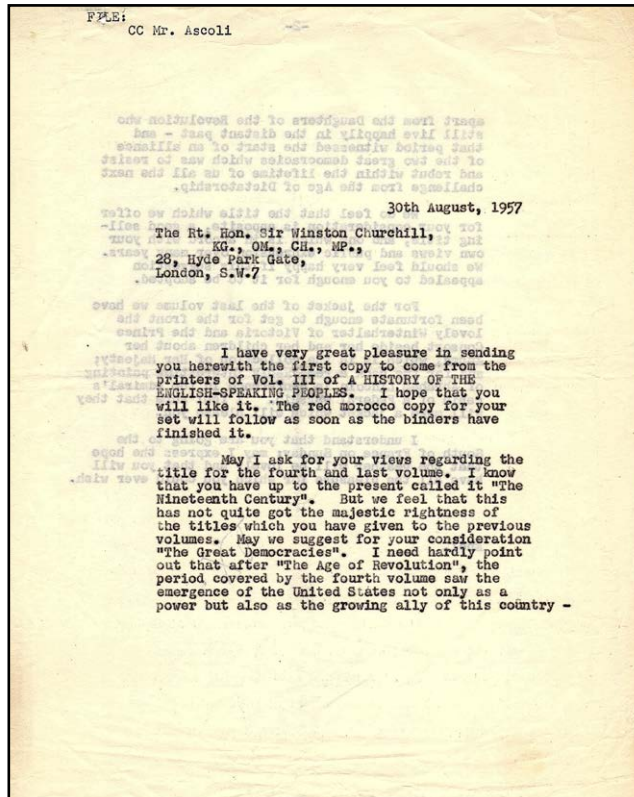 FILE:
CC Mr. Ascoli
30th August, 1957
The Rt. Hon. Sir Winston Churchill,
KG., OM., CH., MP.,
28, Hyde Park Gate,
London, S.W.7
I have very great pleasure in sending
you herewith the first copy to come from the
printers of Vol. III of A HISTORY OF THE
ENGLISH-SPEAKING PEOPLES. I hope that you
will like it. The red morocco copy for your
set will follow as soon as the binders have
finished it.
May I ask for your views regarding the
title for the fourth and last volume. I know
that you have up to the present called it "The
Nineteenth Century". But we feel that this
has not quite got the majestic rightness of
the titles which you have given to the previous
volumes. May we suggest for your consideration
"The Great Democracies". I need hardly point
out that after "The Age of Revolution", the
period covered by the fourth volume saw the
emergence of the United States not only as a
power but also as the growing ally of this country -